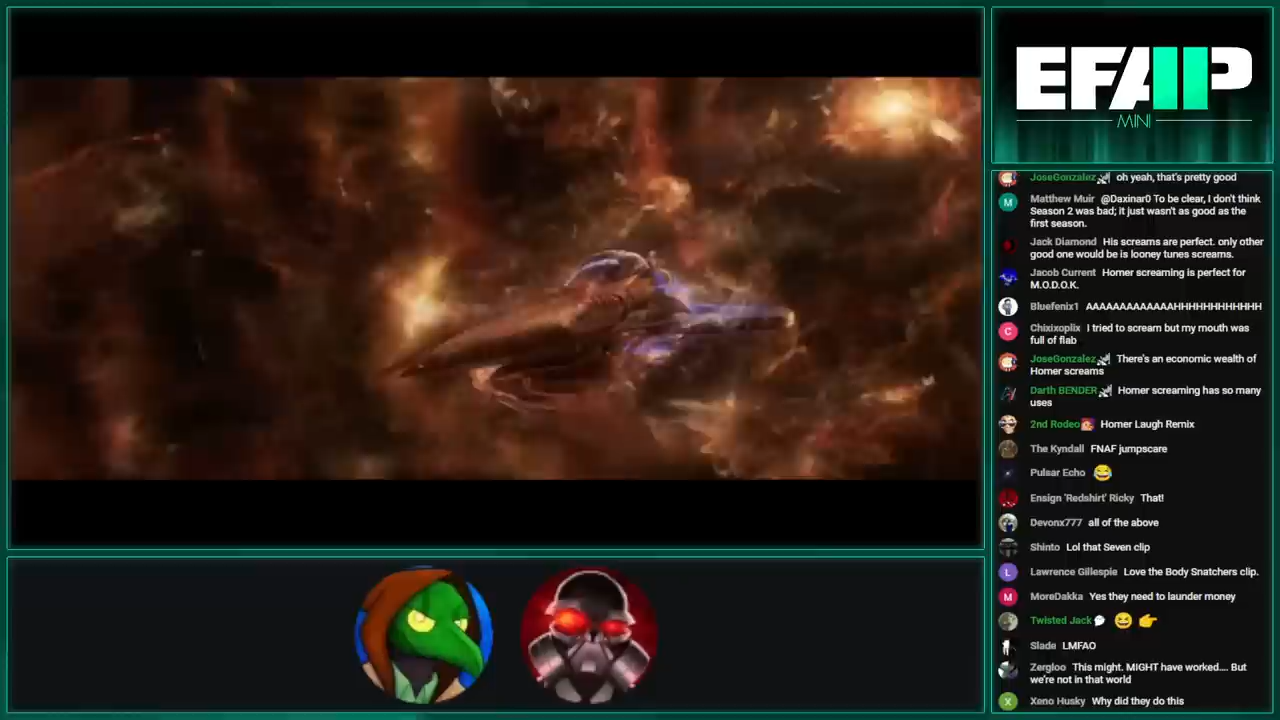 EFAP
MINI
JoseGonzalez oh yeah, that's pretty good
Matthew Muir @Daxinar0 To be clear, I don't think
Season 2 was bad; it just wasn't as good as the
first season.
Jack Diamond His screams are perfect. only other
good one would be is looney tunes screams.
Jacob Current Homer screaming is perfect for
M.O.D.O.K.
Bluefenix1 AAAAAAAAAAAAAHHHHHHHHHHHHH
Chixixoplix I tried to scream but my mouth was
full of flab
JoseGonzalez There's an economic wealth of
Homer screams
Darth BENDER Homer screaming has so many
uses
2nd Rodeo Homer Laugh Remix
The Kyndall FNAF jumpscare
Pulsar Echo
Ensign 'Redshirt' Ricky That!
Devonx777 all of the above
Shinto Lol that Seven clip
Lawrence Gillespie Love the Body Snatchers clip.
MoreDakka Yes they need to launder money
Twisted Jack
Slade LMFAO
Zergloo This might. MIGHT have worked.... But
we're not in that world
Xeno Husky Why did they do this